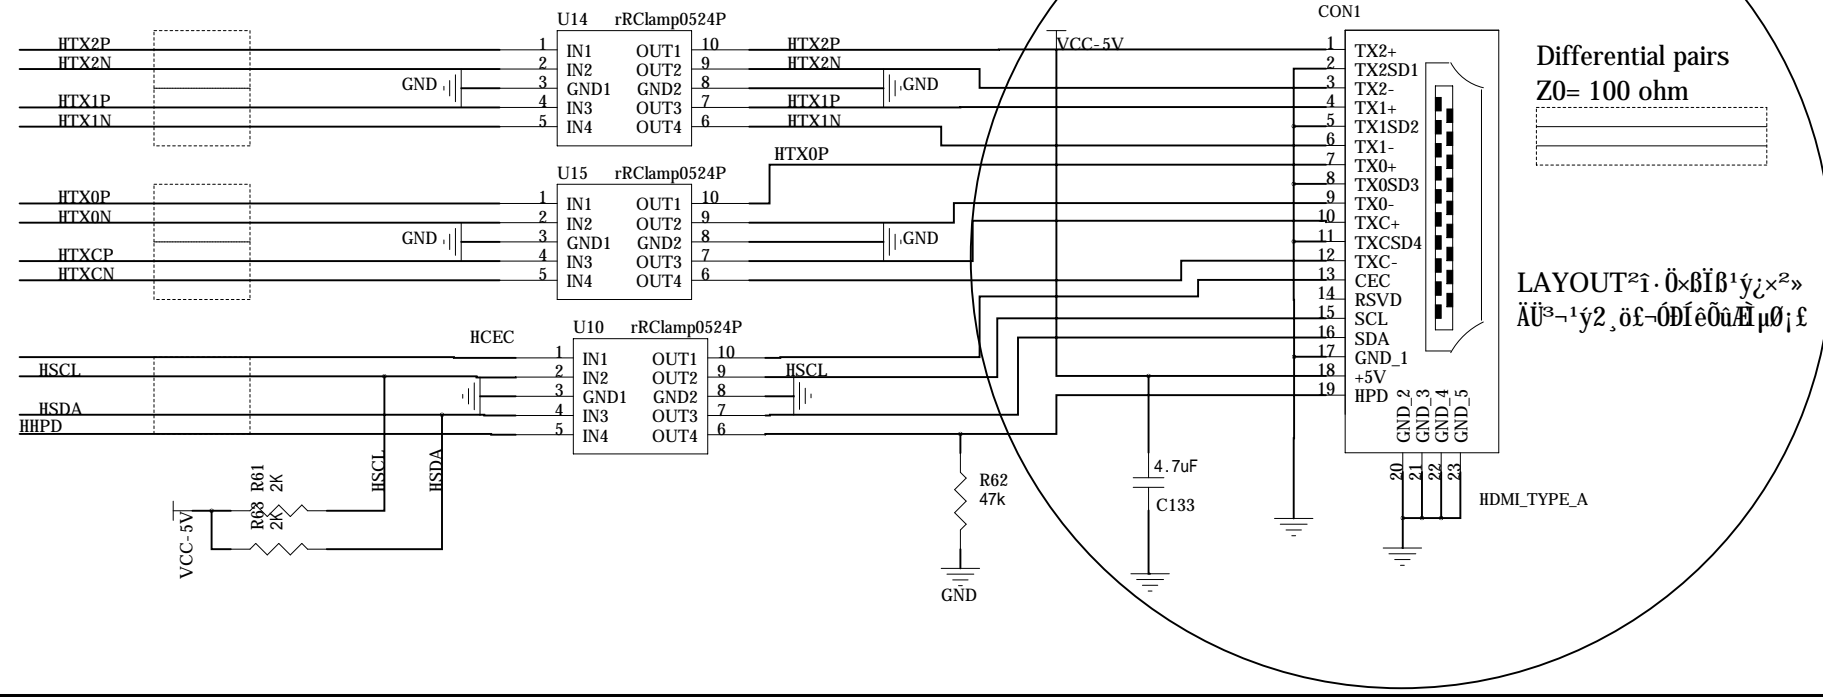 U14 rRClamp0524P
HTX2P
HTX2N
HTX1P
HTX1N
GND
1 IN1 OUT1 10
2 IN2 OUT2 9
3 GND1 GND2 8
4 IN3 OUT3 7
5 IN4 OUT4 6
HTX2P
HTX2N
GND
HTX1P
HTX1N
U15 rRClamp0524P
HTX0P
HTX0N
HTXCP
HTXCN
GND
1 IN1 OUT1 10
2 IN2 OUT2 9
3 GND1 GND2 8
4 IN3 OUT3 7
5 IN4 OUT4 6
HTX0P
GND
U10 rRClamp0524P
HCEC
HSCL
HSDA
HHPD
1 IN1 OUT1 10
2 IN2 OUT2 9
3 GND1 GND2 8
4 IN3 OUT3 7
5 IN4 OUT4 6
HSCL
HSCL
HSDA
R61 2K
R63 2K
VCC-5V
R62
47k
GND
VCC-5V
4.7uF
C133
CON1
1 TX2+
2 TX2SD1
3 TX2-
4 TX1+
5 TX1SD2
6 TX1-
7 TX0+
8 TX0SD3
9 TX0-
10 TXC+
11 TXCSD4
12 TXC-
13 CEC
14 RSVD
15 SCL
16 SDA
17 GND_1
18 +5V
19 HPD
GND_2 20
GND_3 21
GND_4 22
GND_5 23
HDMI_TYPE_A
Differential pairs
Z0= 100 ohm
LAYOUT²î·Ö×ßÏß¹ý¿×²»
ÄÜ³¬¹ý2¸ö£¬ÓÐÍêÕûÆÌµØ¡£